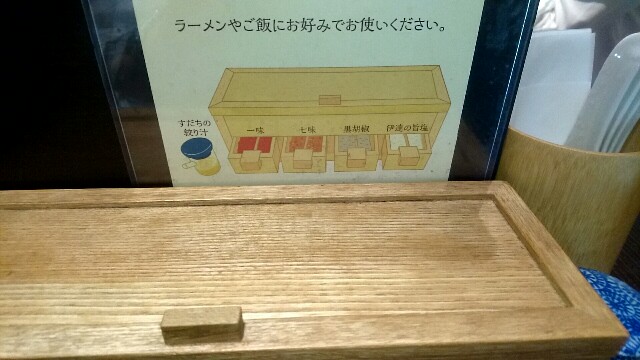 ラーメンやご飯にお好みでお使いください。
すだちの
絞り汁
一味
七味
黒胡椒
伊達の旨塩